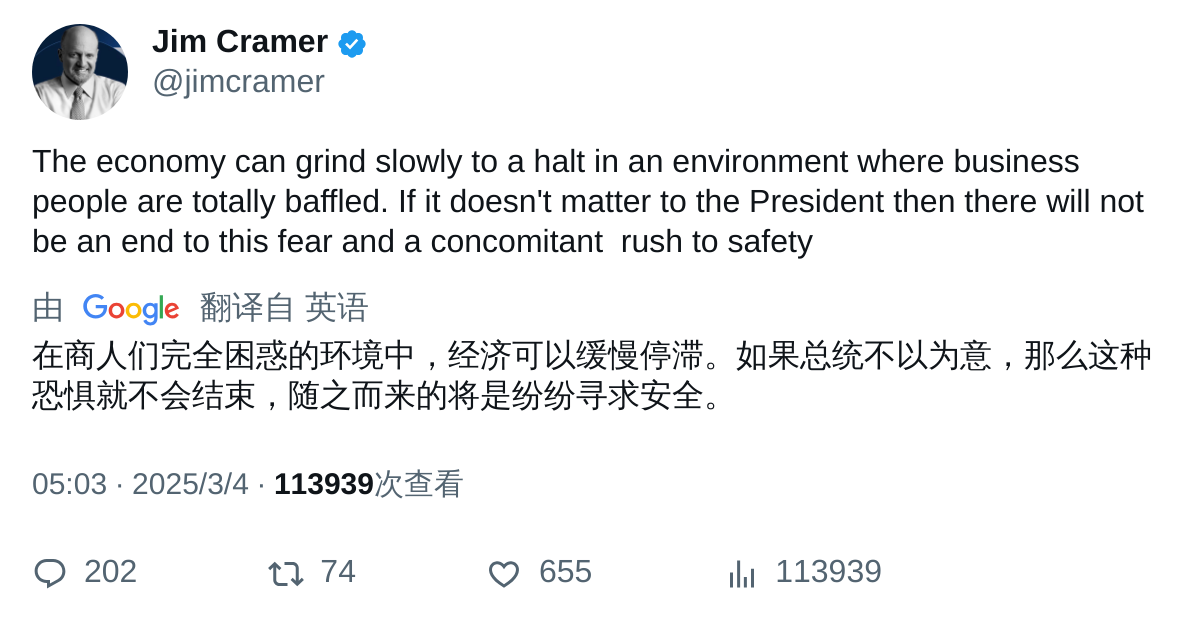 Jim Cramer
@jimcramer
The economy can grind slowly to a halt in an environment where business
people are totally baffled. If it doesn't matter to the President then there will not
be an end to this fear and a concomitant  rush to safety
由 Google 翻译自 英语
在商人们完全困惑的环境中，经济可以缓慢停滞。如果总统不以为意，那么这种
恐惧就不会结束，随之而来的将是纷纷寻求安全。
05:03 · 2025/3/4 · 113939次查看
202 74 655 113939